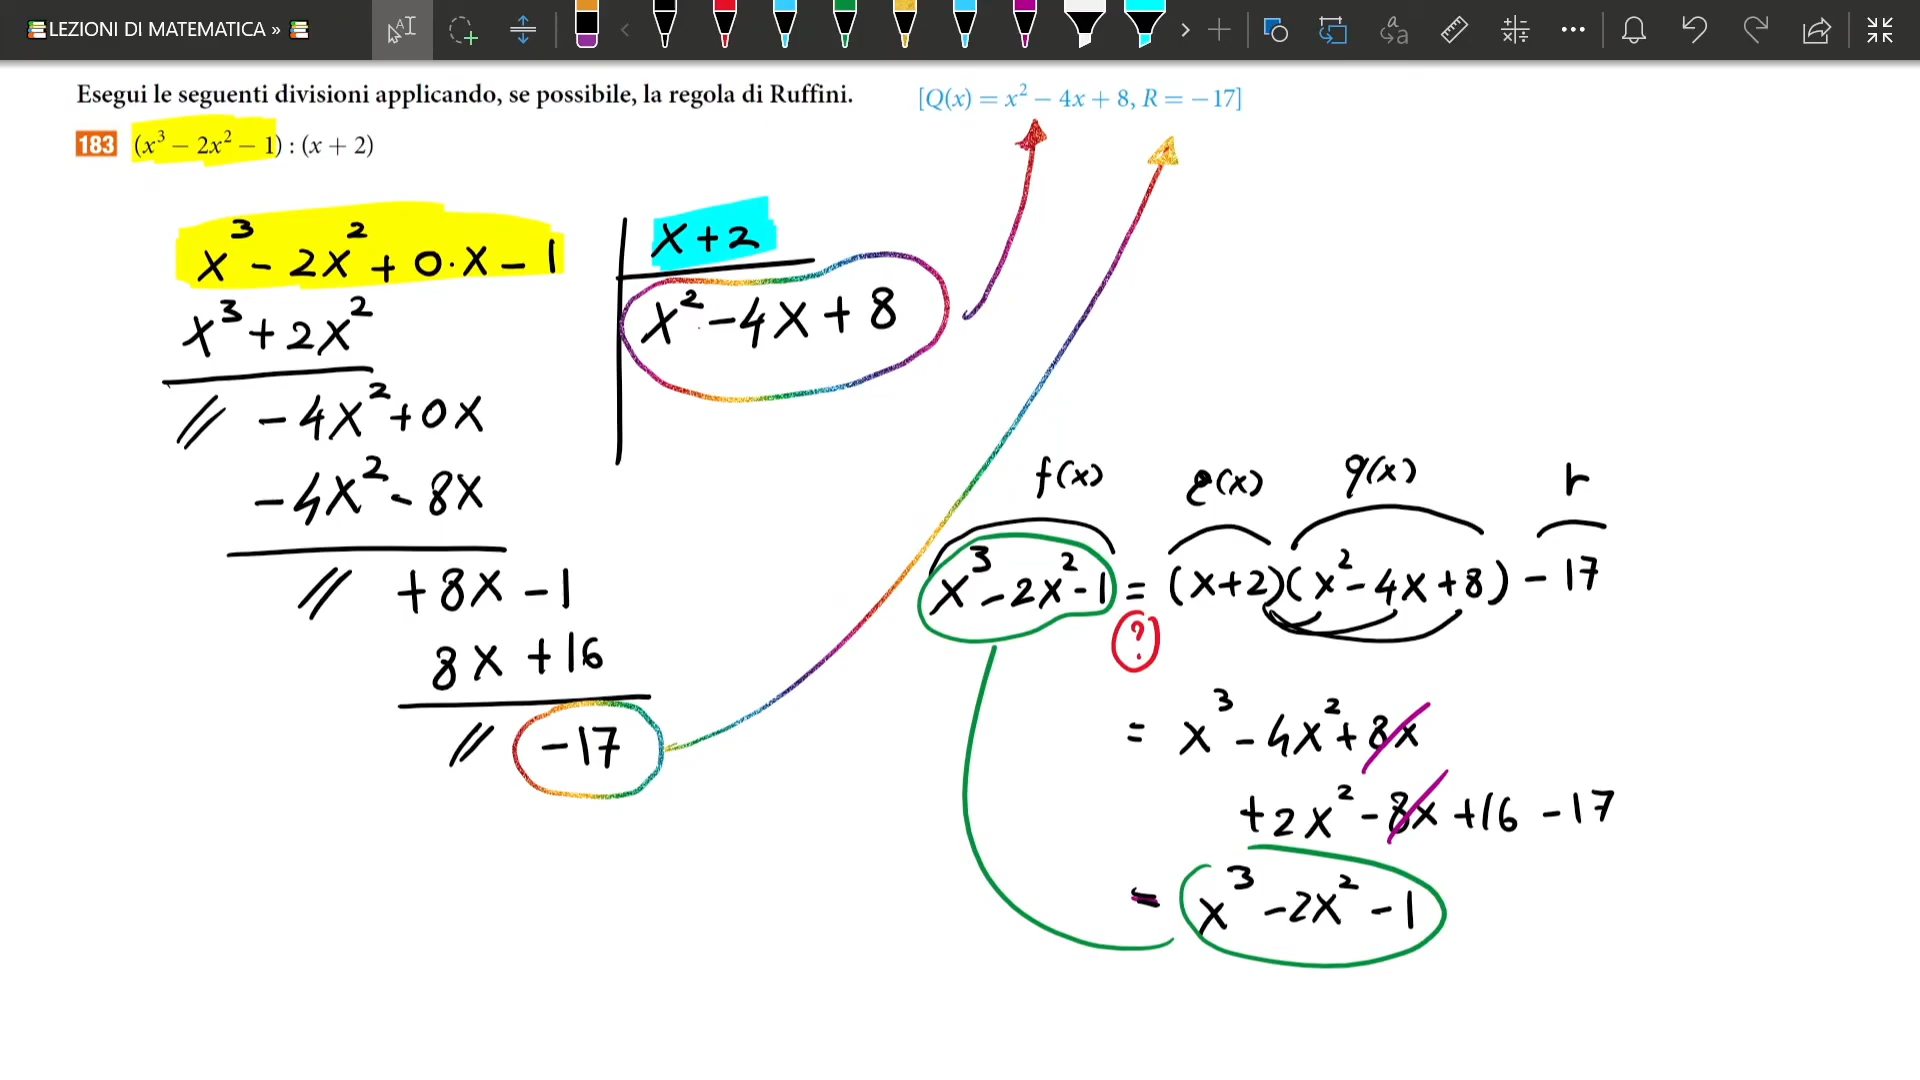 LEZIONI DI MATEMATICA »
Esegui le seguenti divisioni applicando, se possibile, la regola di Ruffini.
[Q(x) = x² − 4x + 8, R = −17]
183 (x³ − 2x² − 1) : (x + 2)
x³ - 2x² + 0·x - 1
x + 2
x³ + 2x²
x² - 4x + 8
// - 4x² + 0x
- 4x² - 8x
// + 8x - 1
8x + 16
// - 17
f(x) g(x) q(x) r
x³ - 2x² - 1 = (x+2)(x² - 4x + 8) - 17
?
= x³ - 4x² + 8x
+ 2x² - 8x + 16 - 17
= x³ - 2x² - 1